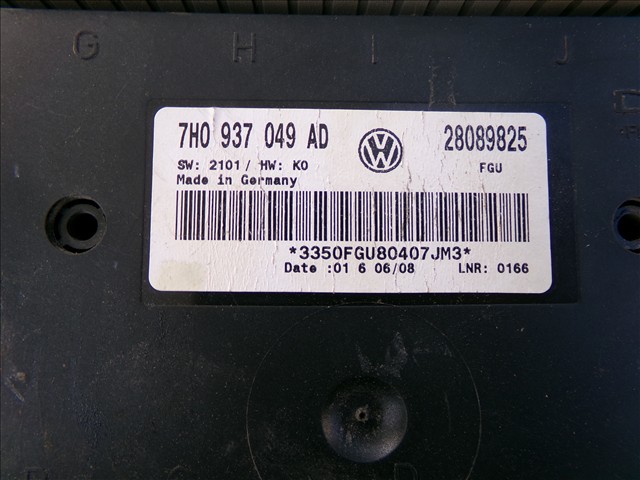 G H I J
7H0 937 049 AD 28089825
SW: 2101/ HW: K0 FGU
Made in Germany
*3350FGU80407JM3*
Date :01 6 06/08 LNR: 0166